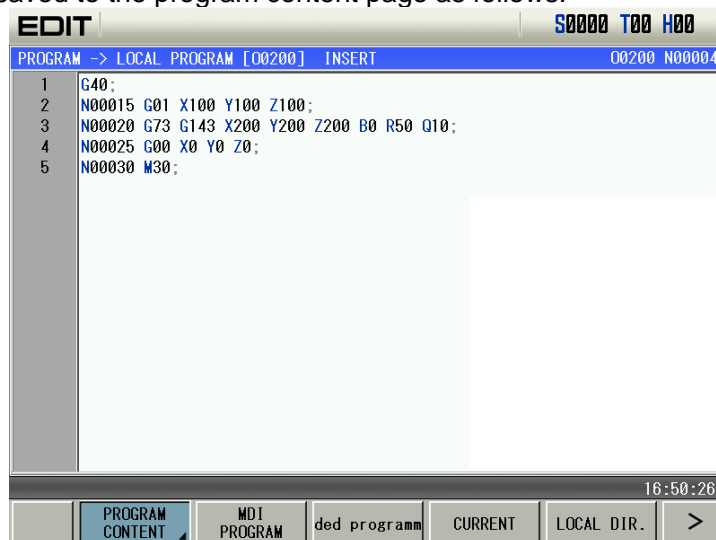 saved to the program content page as follows:
EDIT S0000 T00 H00
PROGRAM -> LOCAL PROGRAM [O0200] INSERT O0200 N00004
1 G40;
2 N00015 G01 X100 Y100 Z100;
3 N00020 G73 G143 X200 Y200 Z200 B0 R50 Q10;
4 N00025 G00 X0 Y0 Z0;
5 N00030 M30;
16:50:26
PROGRAM CONTENT MDI PROGRAM ded programm CURRENT LOCAL DIR. >